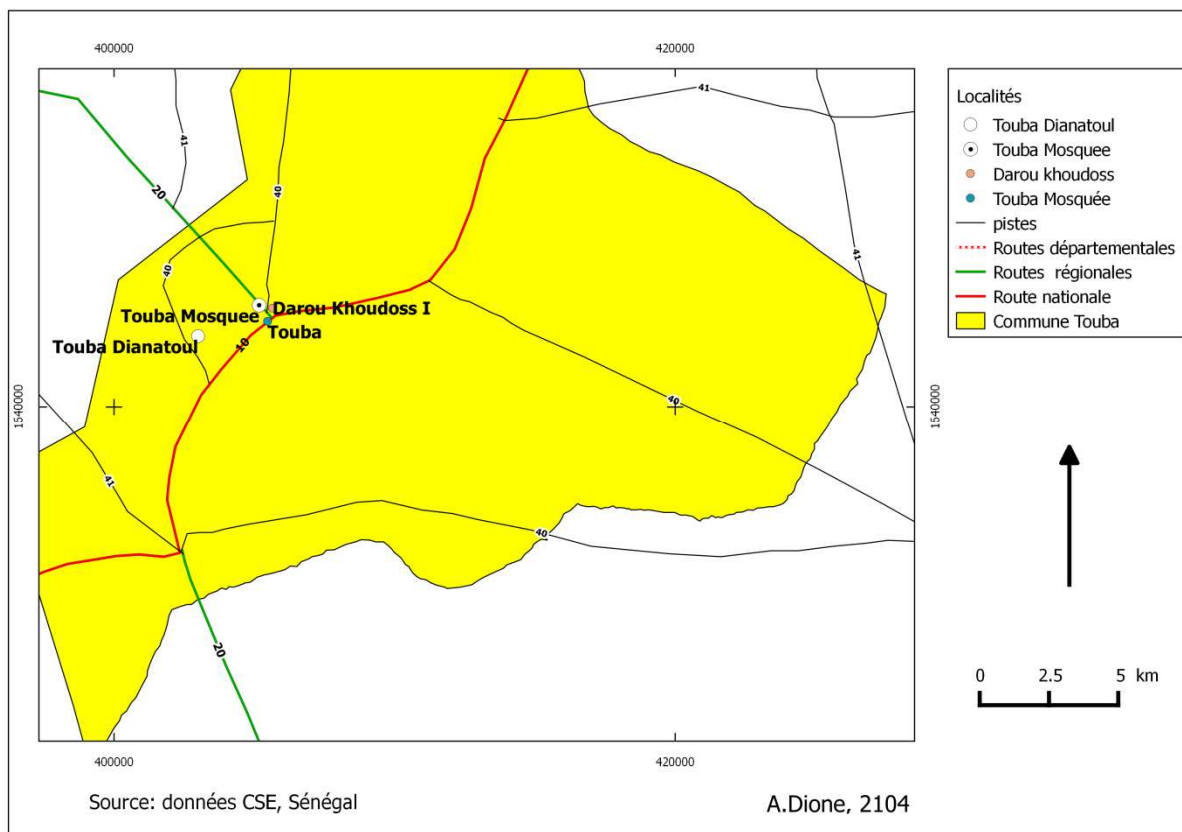 400000
420000
41
41
20
40
40
41
Touba Mosquee
Darou Khoudoss I
Touba
Touba Dianatoul
10
40
1540000
1540000
41
40
20
400000
420000
Localités
Touba Dianatoul
Touba Mosquee
Darou khoudoss
Touba Mosquée
pistes
Routes départementales
Routes régionales
Route nationale
Commune Touba
0 2.5 5 km
Source: données CSE, Sénégal
A.Dione, 2104